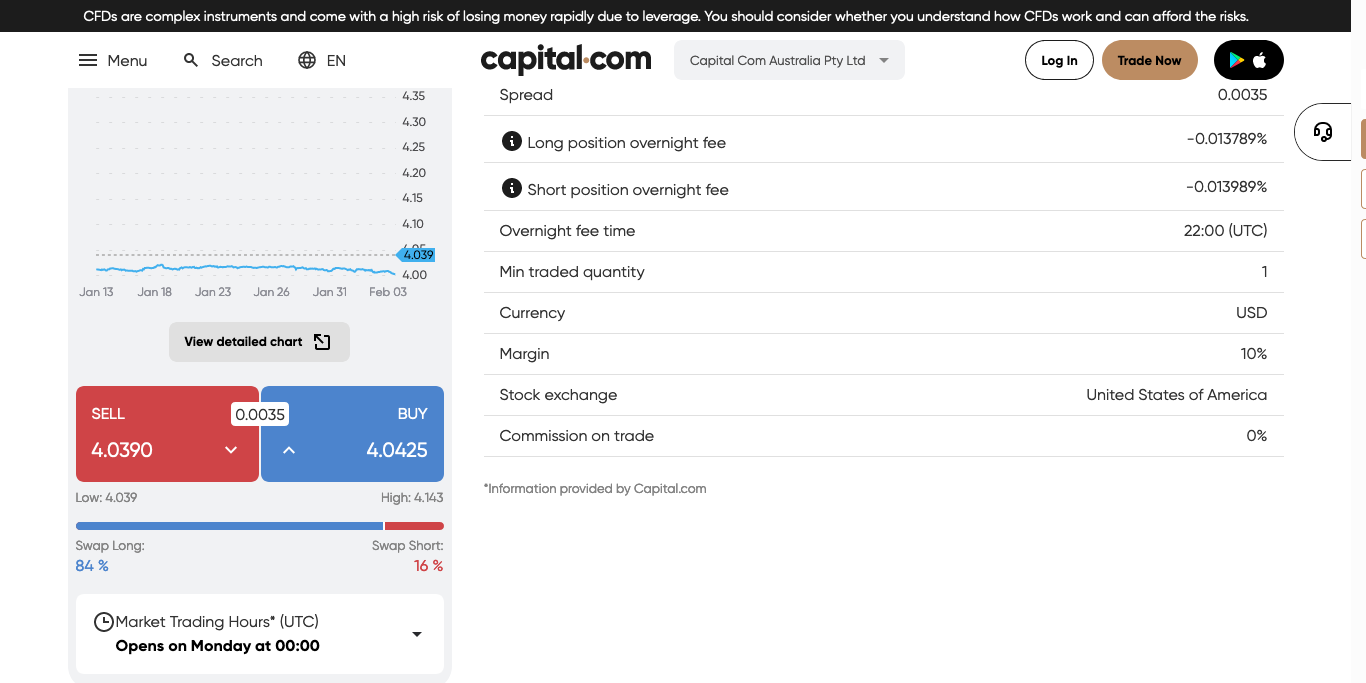 CFDs are complex instruments and come with a high risk of losing money rapidly due to leverage. You should consider whether you understand how CFDs work and can afford the risks.
Menu
Search
EN
capital.com
Capital Com Australia Pty Ltd
Log In
Trade Now
4.35
4.30
4.25
4.20
4.15
4.10
4.05
4.039
4.00
Jan 13 Jan 18 Jan 23 Jan 26 Jan 31 Feb 03
View detailed chart
SELL 0.0035 BUY
4.0390 4.0425
Low: 4.039 High: 4.143
Swap Long: Swap Short:
84 % 16 %
Market Trading Hours* (UTC)
Opens on Monday at 00:00
Spread 0.0035
Long position overnight fee -0.013789%
Short position overnight fee -0.013989%
Overnight fee time 22:00 (UTC)
Min traded quantity 1
Currency USD
Margin 10%
Stock exchange United States of America
Commission on trade 0%
*Information provided by Capital.com